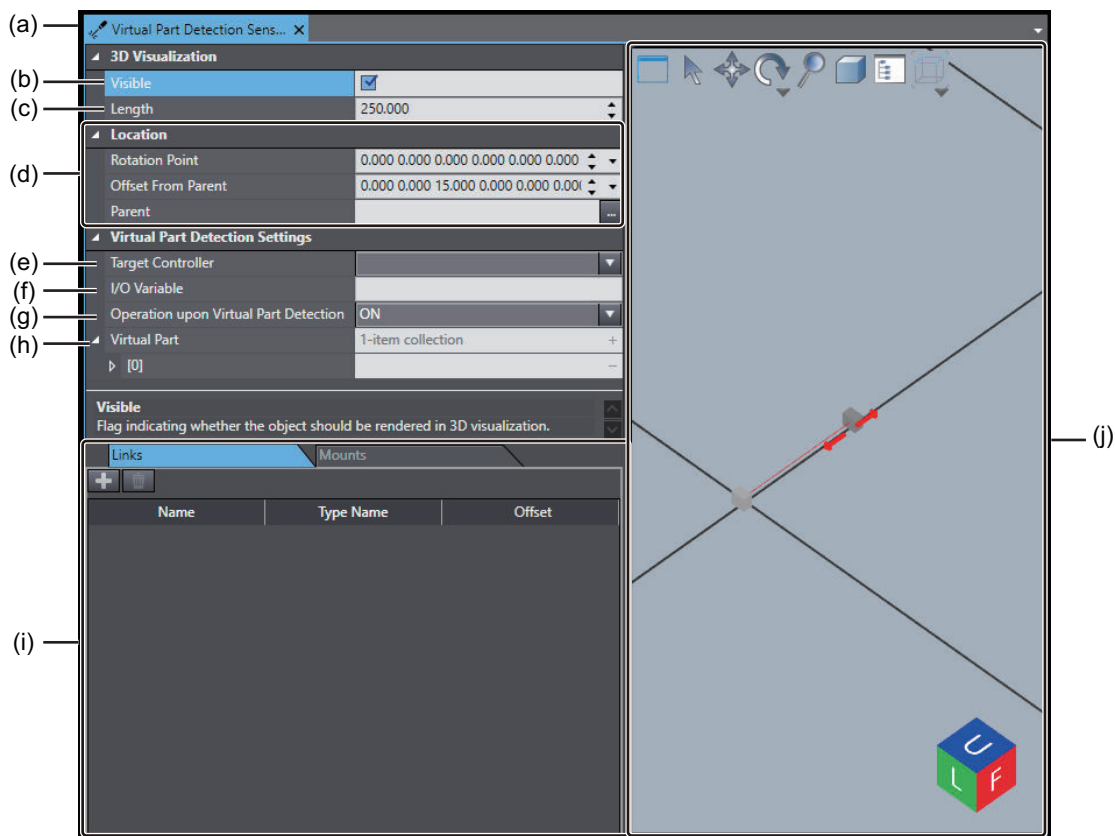 (a)
Virtual Part Detection Sens...
3D Visualization
(b)
Visible
(c)
Length 250.000
(d)
Location
Rotation Point 0.000 0.000 0.000 0.000 0.000 0.000
Offset From Parent 0.000 0.000 15.000 0.000 0.000
Parent ...
Virtual Part Detection Settings
(e)
Target Controller
(f)
I/O Variable
(g)
Operation upon Virtual Part Detection ON
(h)
Virtual Part 1-item collection +
[0] −
Visible
Flag indicating whether the object should be rendered in 3D visualization.
(i)
Links Mounts
Name Type Name Offset
(j)
U
L F